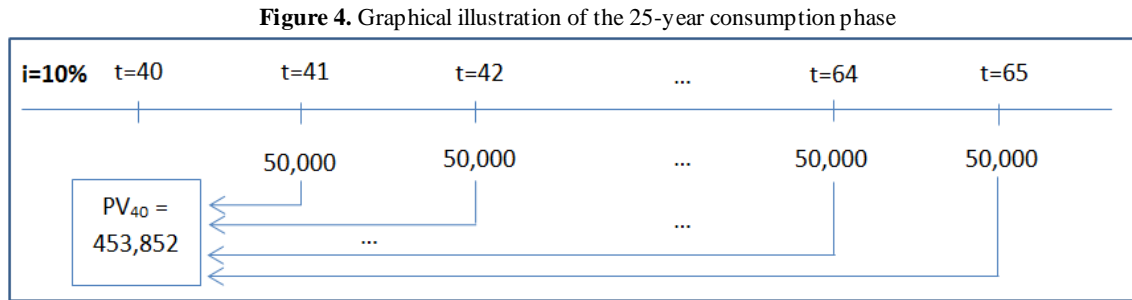 Figure 4. Graphical illustration of the 25-year consumption phase
i=10% t=40 t=41 t=42 ... t=64 t=65
50,000 50,000 ... 50,000 50,000
PV₄₀ =
453,852
... ...